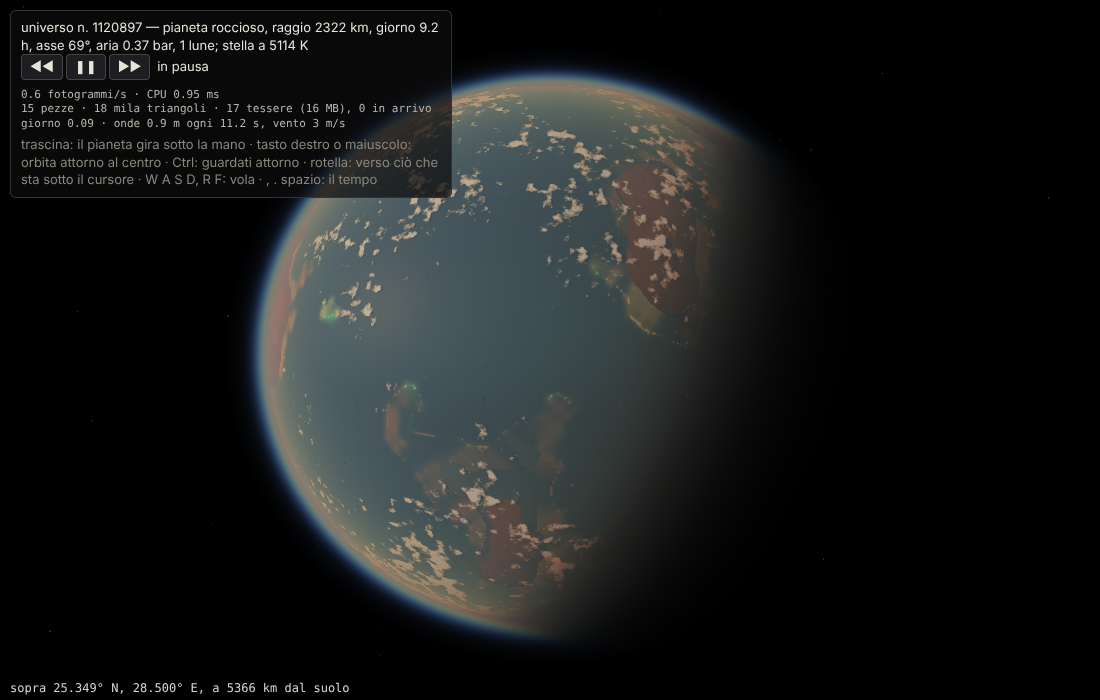 universo n. 1120897 — pianeta roccioso, raggio 2322 km, giorno 9.2
h, asse 69°, aria 0.37 bar, 1 lune; stella a 5114 K
in pausa
0.6 fotogrammi/s · CPU 0.95 ms
15 pezze · 18 mila triangoli · 17 tessere (16 MB), 0 in arrivo
giorno 0.09 · onde 0.9 m ogni 11.2 s, vento 3 m/s
trascina: il pianeta gira sotto la mano · tasto destro o maiuscolo:
orbita attorno al centro · Ctrl: guardati attorno · rotella: verso ciò che
sta sotto il cursore · W A S D, R F: vola · , . spazio: il tempo
sopra 25.349° N, 28.500° E, a 5366 km dal suolo